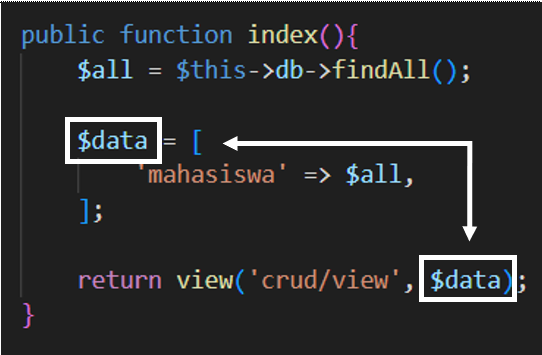 public function index(){
$all = $this->db->findAll();
$data = [
'mahasiswa' => $all,
];
return view('crud/view', $data);
}